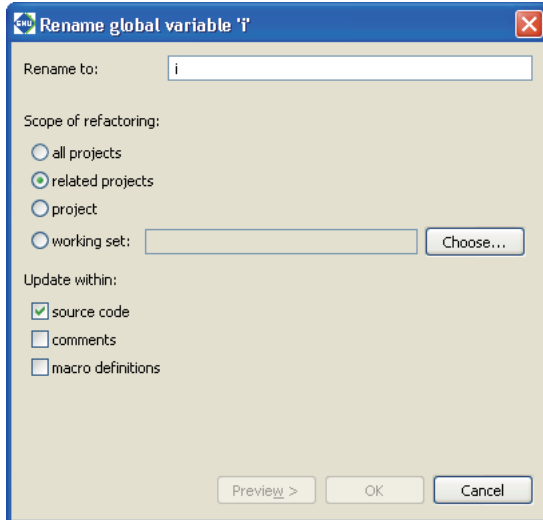 GNU Rename global variable 'i'
Rename to: i
Scope of refactoring:
all projects
related projects
project
working set: Choose...
Update within:
source code
comments
macro definitions
Preview > OK Cancel